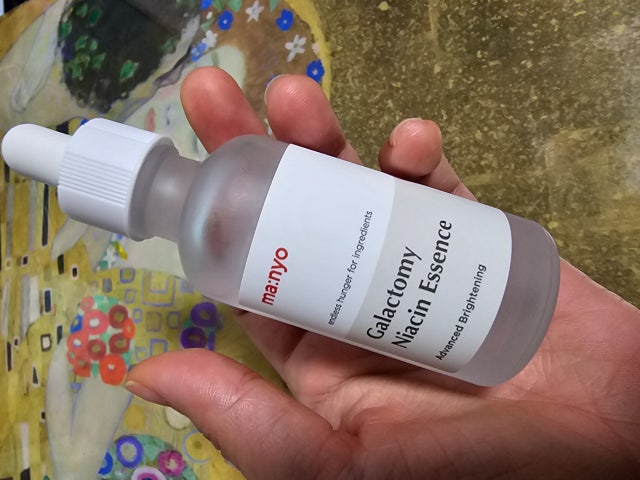 ma:nyo
endless hunger for ingredients
Galactomy
Niacin Essence
Advanced Brightening